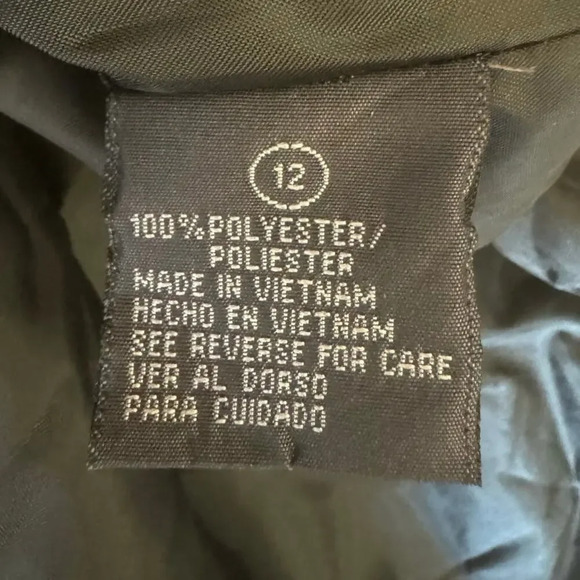 12
100% POLYESTER/
POLIESTER
MADE IN VIETNAM
HECHO EN VIETNAM
SEE REVERSE FOR CARE
VER AL DORSO
PARA CUIDADO